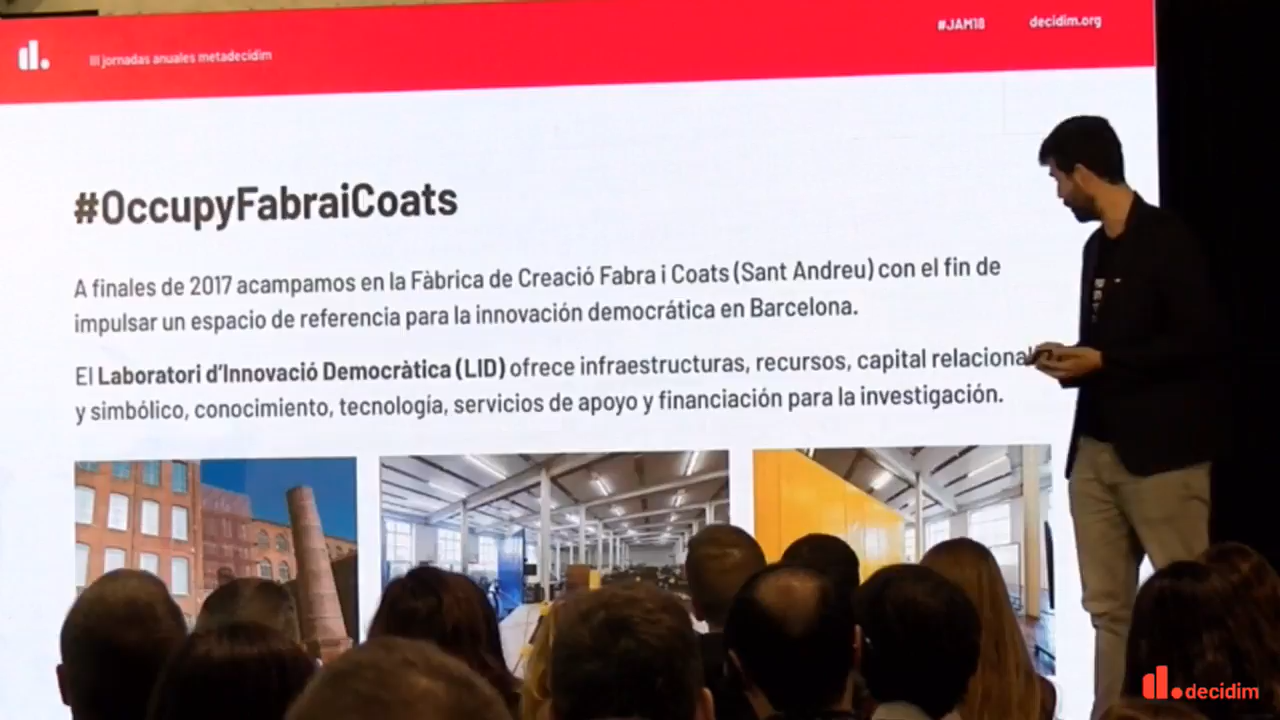 III jornadas anuales metadecidim
#JAM18
decidim.org
#OccupyFabraiCoats
A finales de 2017 acampamos en la Fàbrica de Creació Fabra i Coats (Sant Andreu) con el fin de
impulsar un espacio de referencia para la innovación democrática en Barcelona.
El Laboratori d'Innovació Democràtica (LID) ofrece infraestructuras, recursos, capital relacional
y simbólico, conocimiento, tecnología, servicios de apoyo y financiación para la investigación.
decidim